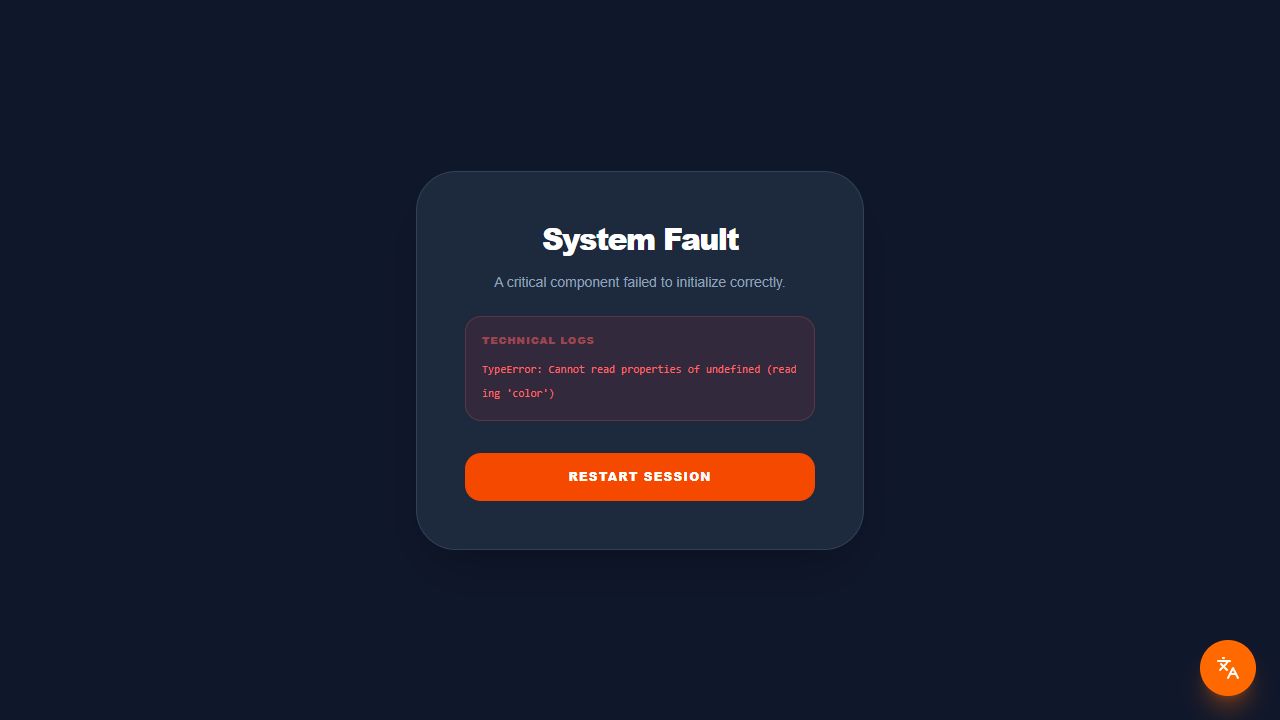 System Fault
A critical component failed to initialize correctly.
TECHNICAL LOGS
TypeError: Cannot read properties of undefined (read
ing 'color')
RESTART SESSION